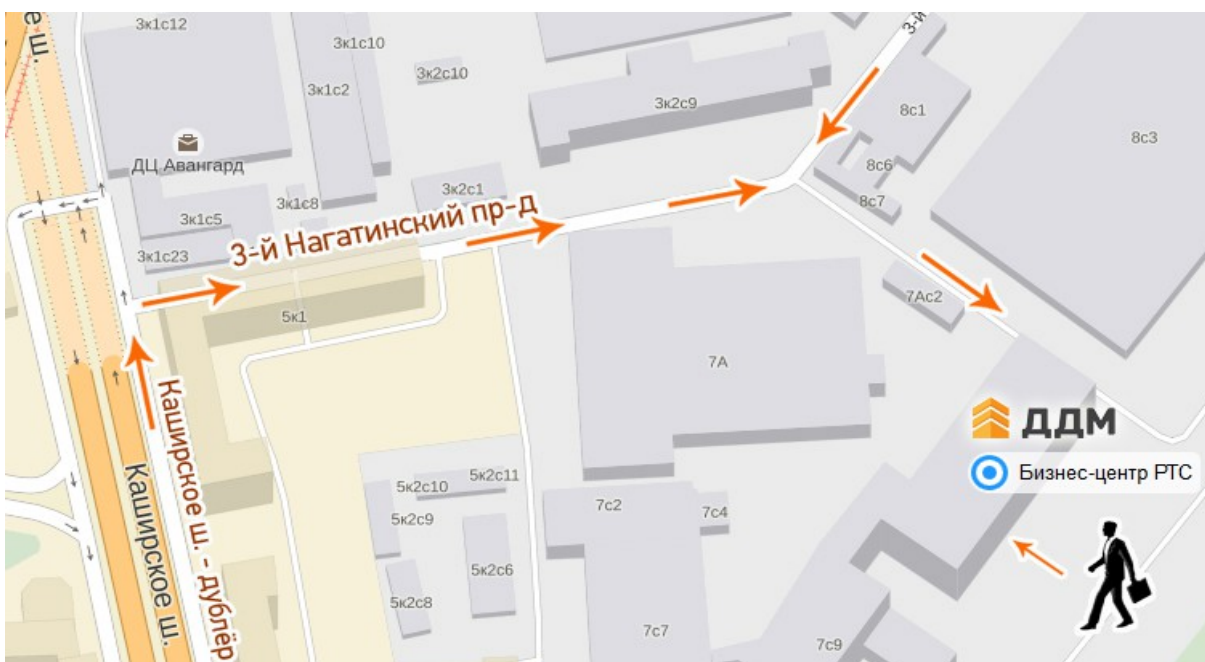 е ш.
3к1с12
3к1с10
3к2с10
3к1с2
3-й
3к2с9
8с1
8с3
ДЦ Авангард
8с6
3к2с1
3к1с8
8с7
3к1с5
3-й Нагатинский пр-д
3к1с23
7Ас2
5к1
7А
Каширское ш. - дублёр
ДДМ
Бизнес-центр РТС
Каширское ш.
5к2с11
5к2с10
7с2
7с4
5к2с9
5к2с6
5к2с8
7с7
7с9